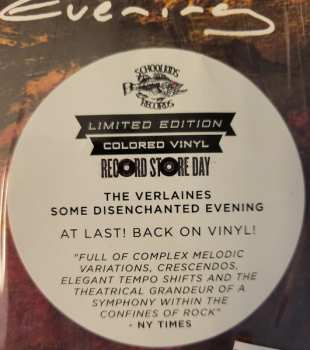 Evening
SCHOOLKIDS
RECORDS
LIMITED EDITION
COLORED VINYL
RECORD STORE DAY
THE VERLAINES
SOME DISENCHANTED EVENING
AT LAST! BACK ON VINYL!
"FULL OF COMPLEX MELODIC
VARIATIONS, CRESCENDOS,
ELEGANT TEMPO SHIFTS AND THE
THEATRICAL GRANDEUR OF A
SYMPHONY WITHIN THE
CONFINES OF ROCK"
- NY TIMES